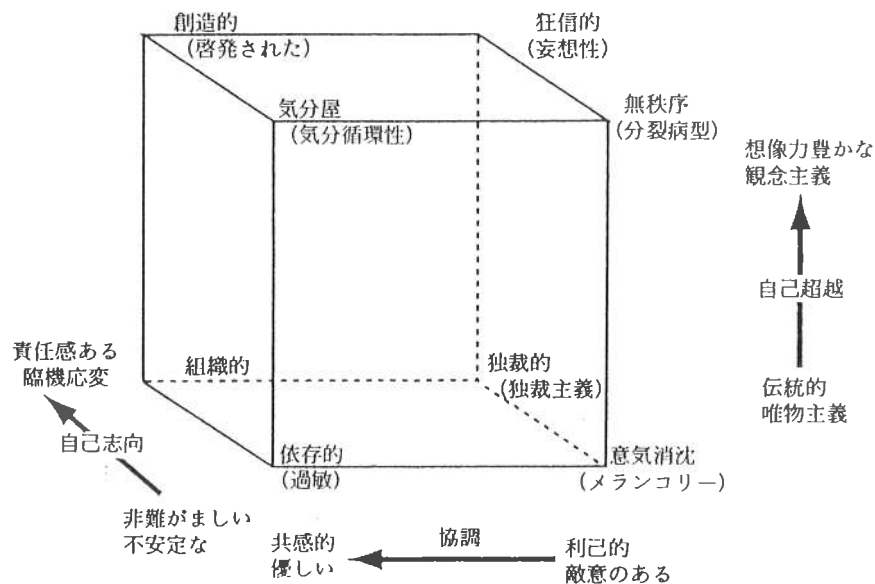 創造的
(啓発された)
狂信的
(妄想性)
気分屋
(気分循環性)
無秩序
(分裂病型)
想像力豊かな
観念主義
自己超越
伝統的
唯物主義
責任感ある
臨機応変
組織的
独裁的
(独裁主義)
自己志向
依存的
(過敏)
意気消沈
(メランコリー)
非難がましい
不安定な
共感的
優しい
協調
利己的
敵意のある